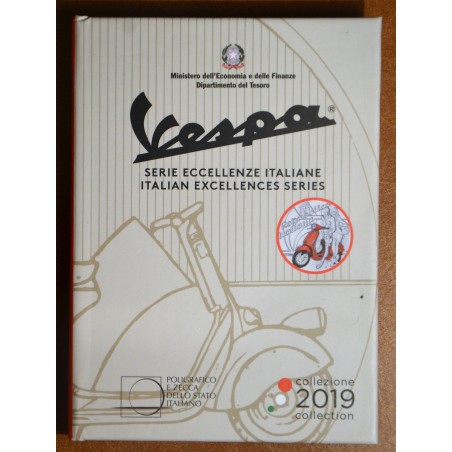 Ministero dell'Economia e delle Finanze
Dipartimento del Tesoro
Vespa®
SERIE ECCELLENZE ITALIANE
ITALIAN EXCELLENCES SERIES
POLIGRAFICO
E ZECCA
DELLO STATO
ITALIANO
collezione
2019
collection